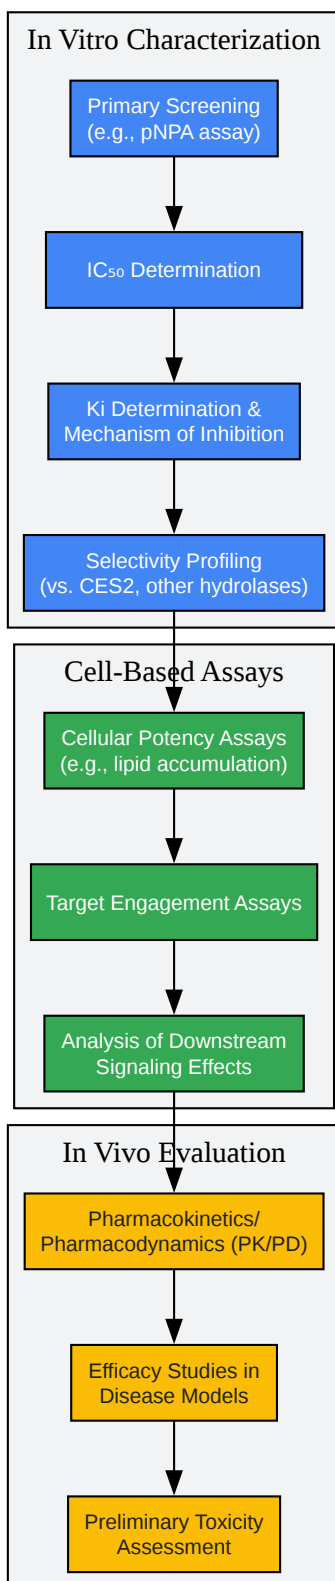 In Vitro Characterization
Primary Screening
(e.g., pNPA assay)
IC₅₀ Determination
Ki Determination &
Mechanism of Inhibition
Selectivity Profiling
(vs. CES2, other hydrolases)
Cell-Based Assays
Cellular Potency Assays
(e.g., lipid accumulation)
Target Engagement Assays
Analysis of Downstream
Signaling Effects
In Vivo Evaluation
Pharmacokinetics/
Pharmacodynamics (PK/PD)
Efficacy Studies in
Disease Models
Preliminary Toxicity
Assessment